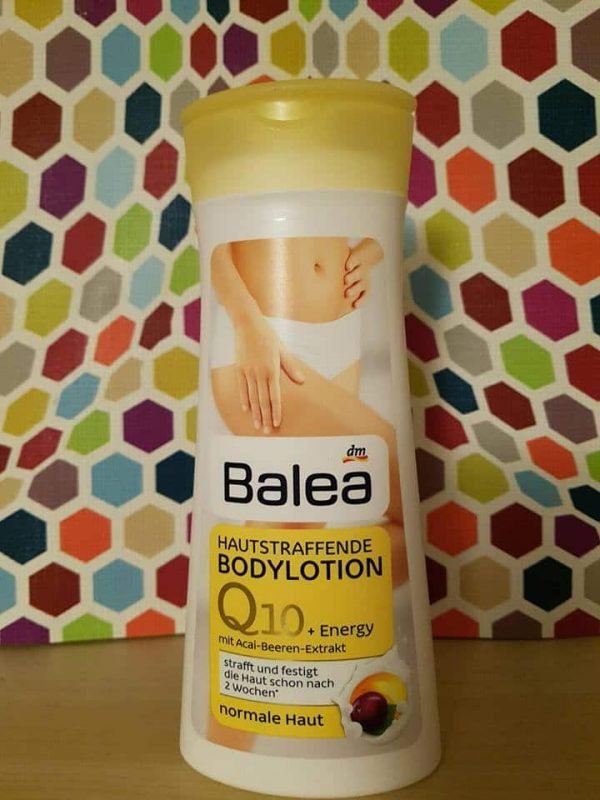 dm
Balea
HAUTSTRAFFENDE
BODYLOTION
Q10 + Energy
mit Acai-Beeren-Extrakt
strafft und festigt
die Haut schon nach
2 Wochen*
normale Haut